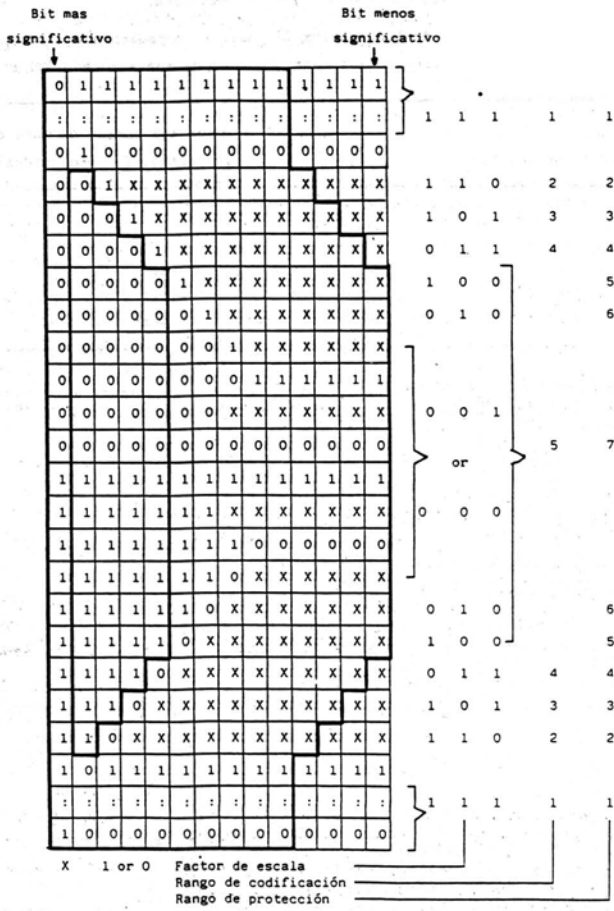 Bit mas significativo
Bit menos significativo
0 1 1 1 1 1 1 1 1 1 1 1 1 1
: : : : : : : : : : : : : : 1 1 1 1 1
0 1 0 0 0 0 0 0 0 0 0 0 0 0
0 0 1 X X X X X X X X X X X 1 1 0 2 2
0 0 0 1 X X X X X X X X X X 1 0 1 3 3
0 0 0 0 1 X X X X X X X X X 0 1 1 4 4
0 0 0 0 0 1 X X X X X X X X 1 0 0 5
0 0 0 0 0 0 1 X X X X X X X 0 1 0 6
0 0 0 0 0 0 0 1 X X X X X X
0 0 0 0 0 0 0 0 1 1 1 1 1 1
0 0 0 0 0 0 0 X X X X X X X 0 0 1
0 0 0 0 0 0 0 0 0 0 0 0 0 0 or 5 7
1 1 1 1 1 1 1 1 1 1 1 1 1 1
1 1 1 1 1 1 1 X X X X X X X 0 0 0
1 1 1 1 1 1 1 1 0 0 0 0 0 0
1 1 1 1 1 1 1 0 X X X X X X
1 1 1 1 1 1 0 X X X X X X X 0 1 0 6
1 1 1 1 1 0 X X X X X X X X 1 0 0 5
1 1 1 1 0 X X X X X X X X X 0 1 1 4 4
1 1 1 0 X X X X X X X X X X 1 0 1 3 3
1 1 0 X X X X X X X X X X X 1 1 0 2 2
1 0 1 1 1 1 1 1 1 1 1 1 1 1
: : : : : : : : : : : : : : 1 1 1 1 1
1 0 0 0 0 0 0 0 0 0 0 0 0 0
X 1 or 0 Factor de escala
Rango de codificación
Rango de protección